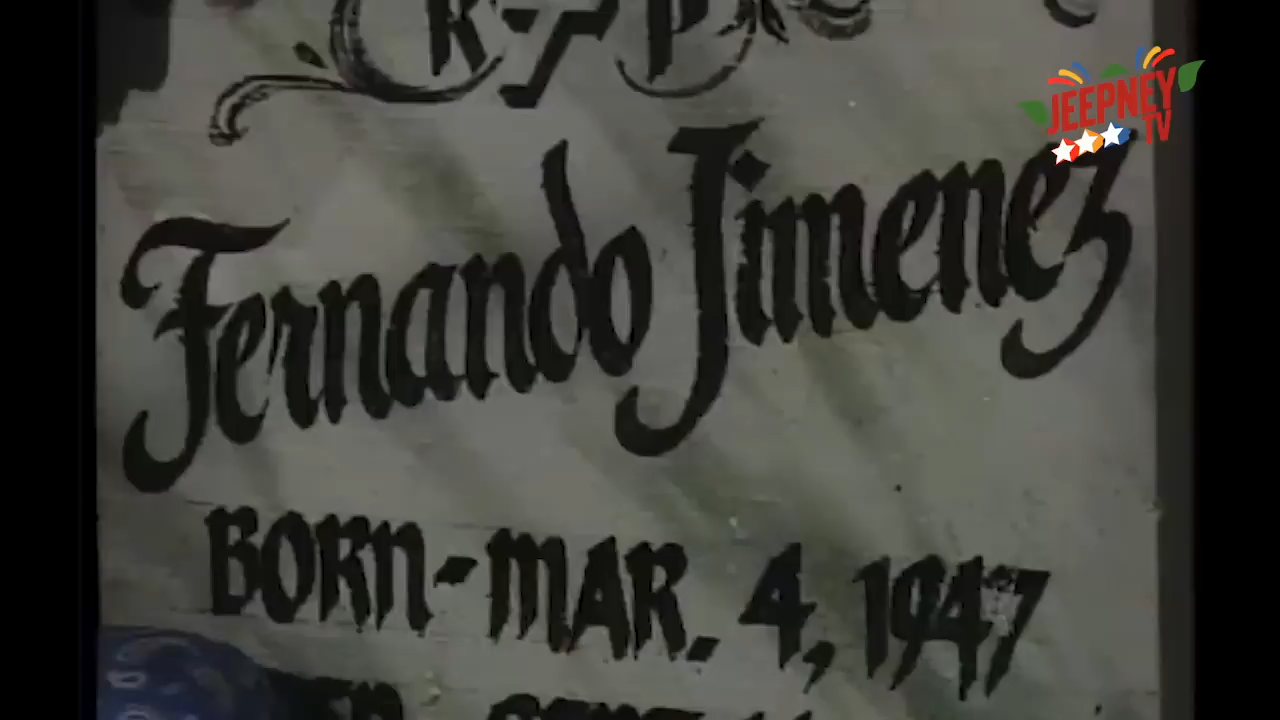 R P
JEEPNEY
TV
Fernando Jimenez
BORN - MAR. 4, 1947